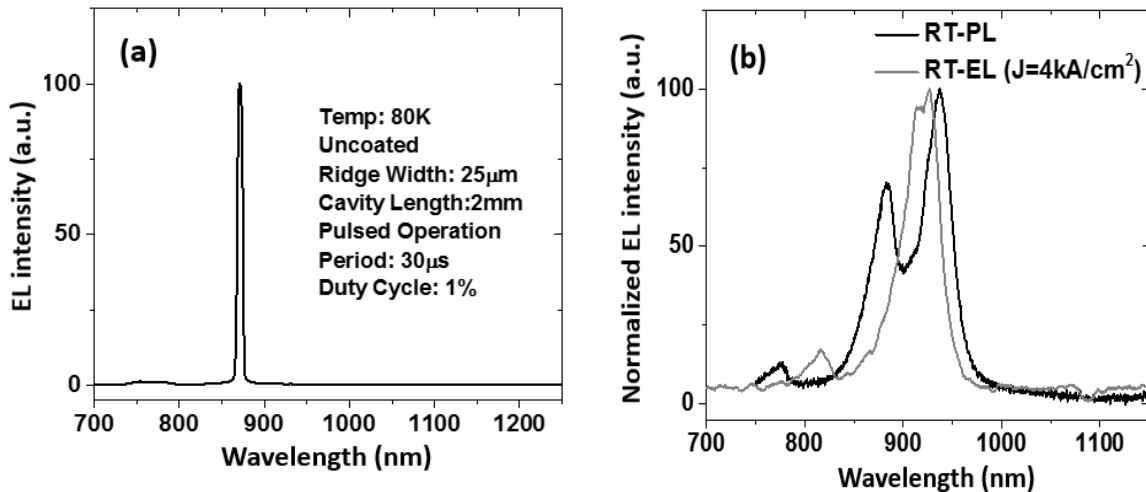 (a)
EL intensity (a.u.)
100
50
0
Temp: 80K
Uncoated
Ridge Width: 25μm
Cavity Length:2mm
Pulsed Operation
Period: 30μs
Duty Cycle: 1%
700 800 900 1000 1100 1200
Wavelength (nm)
(b)
RT-PL
RT-EL (J=4kA/cm²)
Normalized EL intensity (a.u.)
100
50
0
700 800 900 1000 1100
Wavelength (nm)